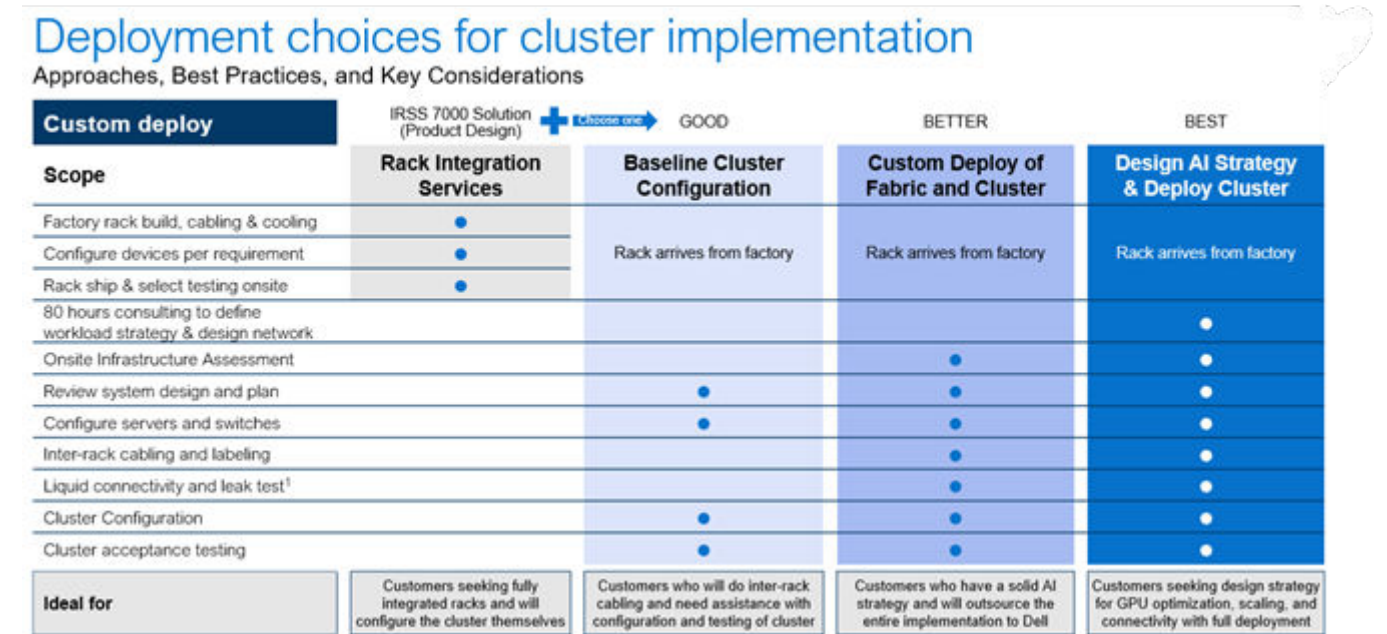 Deployment choices for cluster implementation
Approaches, Best Practices, and Key Considerations
Custom deploy
IRSS 7000 Solution
(Product Design)
Choose one
GOOD
BETTER
BEST
Scope
Rack Integration
Services
Baseline Cluster
Configuration
Custom Deploy of
Fabric and Cluster
Design AI Strategy
& Deploy Cluster
Factory rack build, cabling & cooling
Configure devices per requirement
Rack arrives from factory
Rack arrives from factory
Rack arrives from factory
Rack ship & select testing onsite
80 hours consulting to define
workload strategy & design network
Onsite Infrastructure Assessment
Review system design and plan
Configure servers and switches
Inter-rack cabling and labeling
Liquid connectivity and leak test¹
Cluster Configuration
Cluster acceptance testing
Ideal for
Customers seeking fully
integrated racks and will
configure the cluster themselves
Customers who will do inter-rack
cabling and need assistance with
configuration and testing of cluster
Customers who have a solid AI
strategy and will outsource the
entire implementation to Dell
Customers seeking design strategy
for GPU optimization, scaling, and
connectivity with full deployment